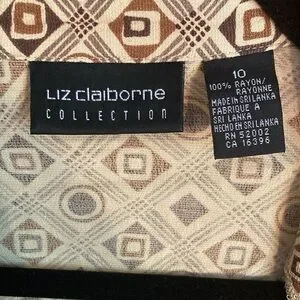 LIZ claiborne
COLLECTION
10
100% RAYON/
RAYONNE
MADE IN SRI LANKA
FABRIQUE A
SRI LANKA
HECHO EN SRI LANKA
RN 52002
CA 16396